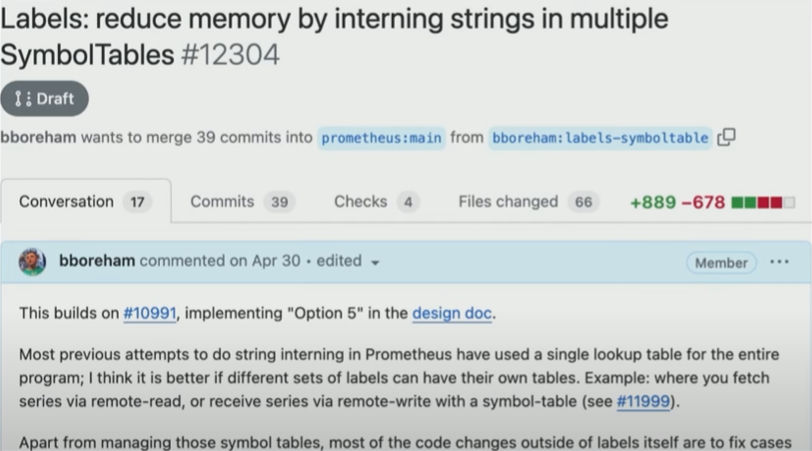 Labels: reduce memory by interning strings in multiple
SymbolTables #12304
Draft
bboreham wants to merge 39 commits into prometheus:main from bboreham:labels-symboltable
Conversation 17 Commits 39 Checks 4 Files changed 66 +889 −678
bboreham commented on Apr 30 • edited Member
This builds on #10991, implementing "Option 5" in the design doc.
Most previous attempts to do string interning in Prometheus have used a single lookup table for the entire
program; I think it is better if different sets of labels can have their own tables. Example: where you fetch
series via remote-read, or receive series via remote-write with a symbol-table (see #11999).
Apart from managing those symbol tables, most of the code changes outside of labels itself are to fix cases